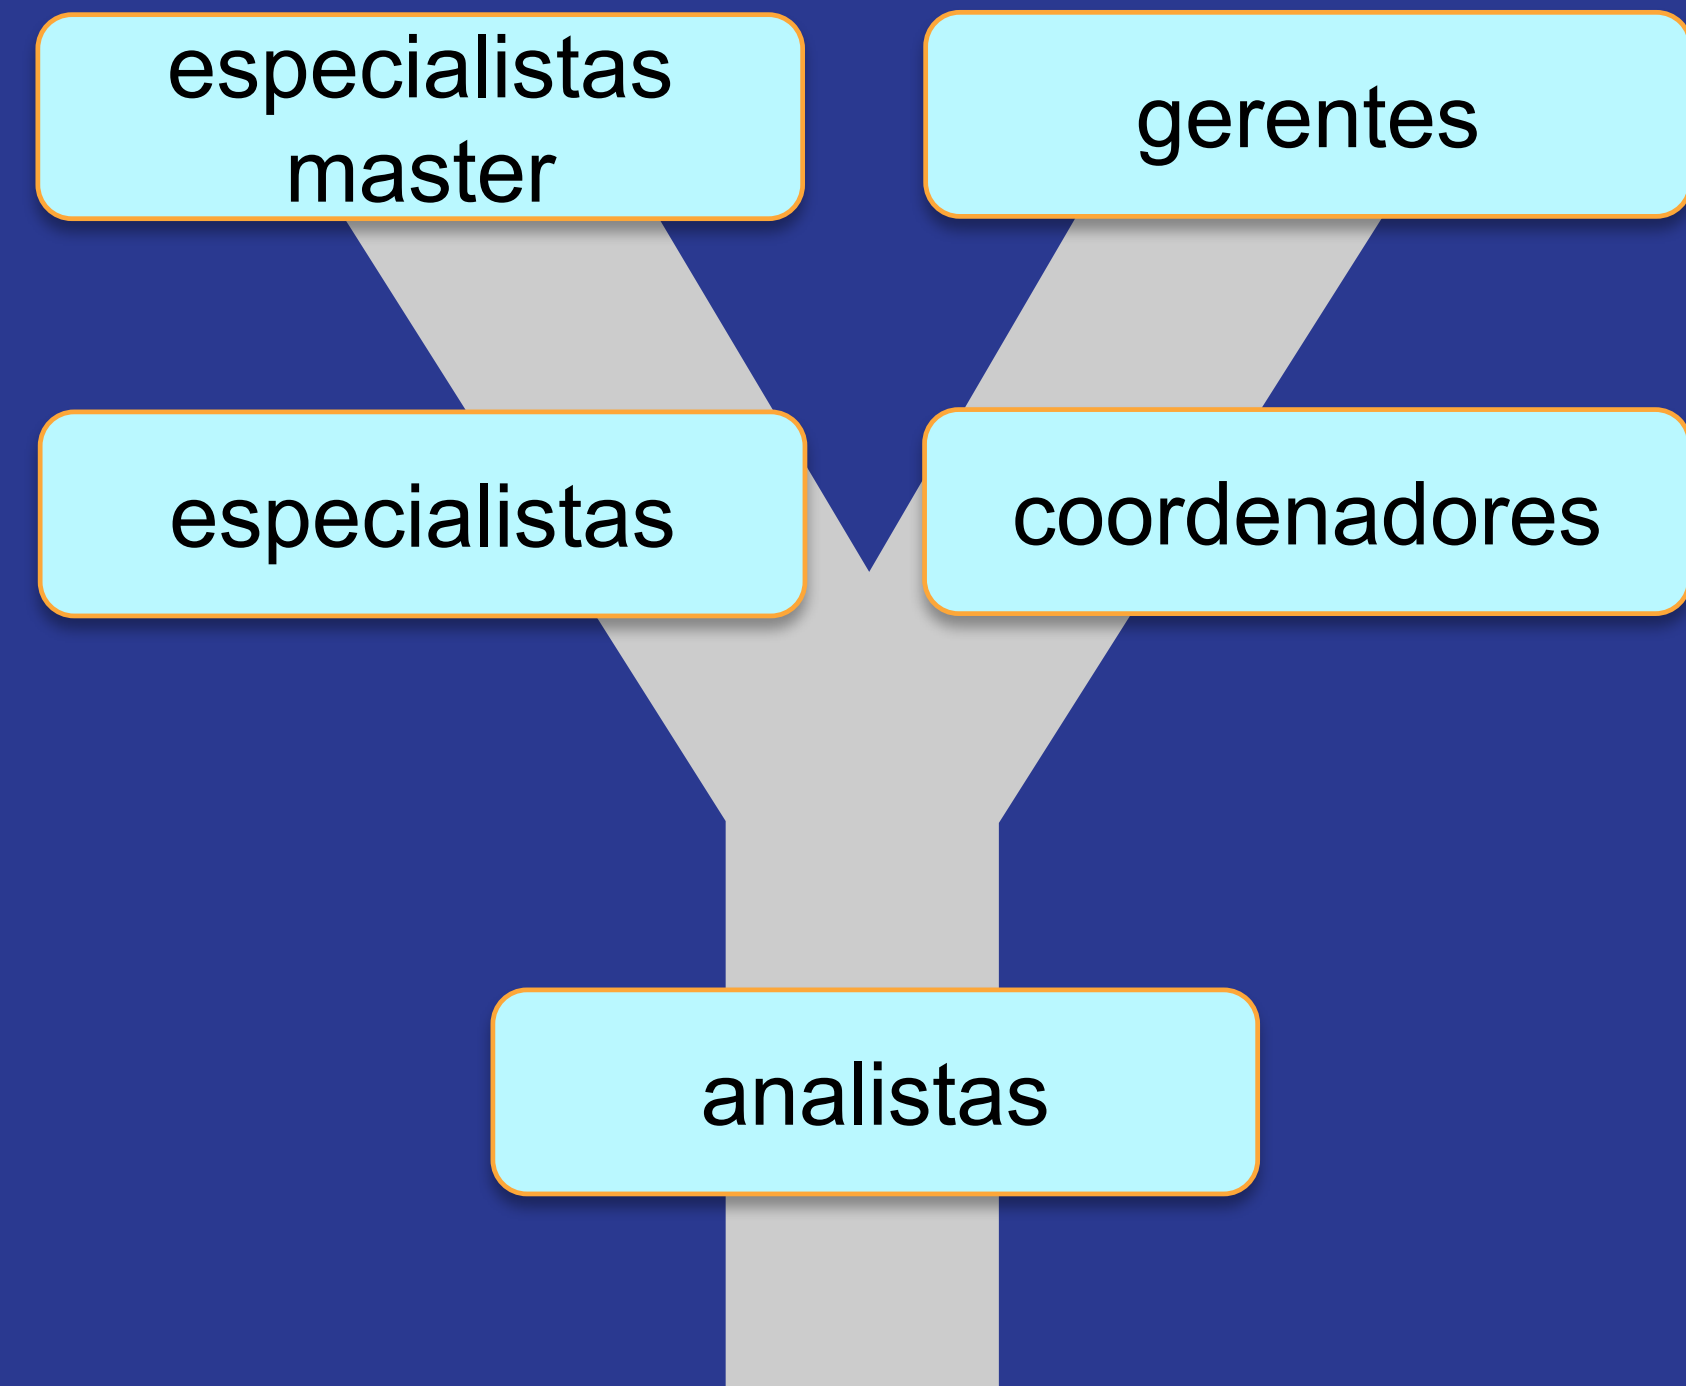 especialistas
master
gerentes
especialistas
coordenadores
analistas